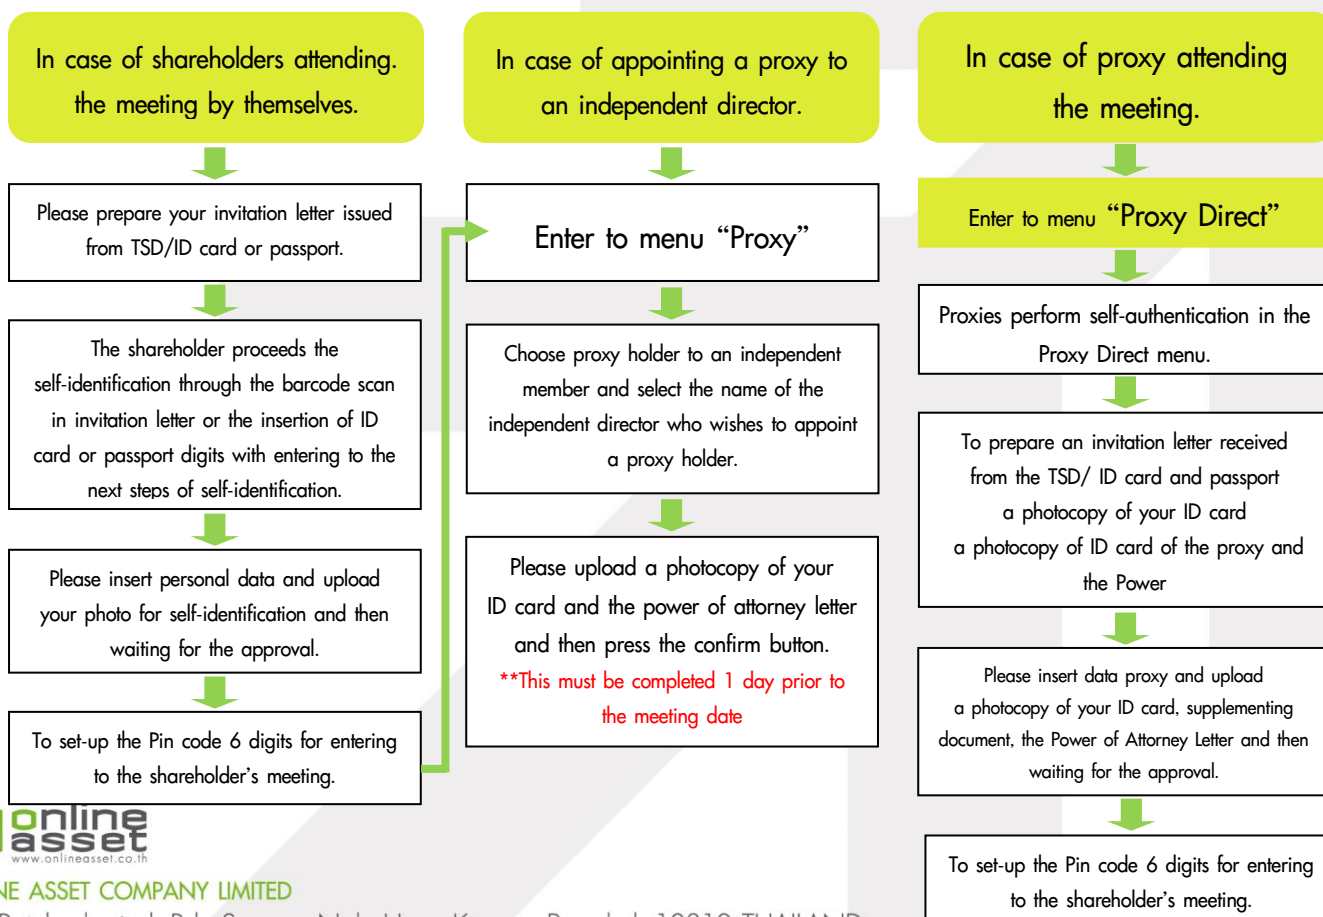 In case of shareholders attending.
the meeting by themselves.
Please prepare your invitation letter issued
from TSD/ID card or passport.
The shareholder proceeds the
self-identification through the barcode scan
in invitation letter or the insertion of ID
card or passport digits with entering to the
next steps of self-identification.
Please insert personal data and upload
your photo for self-identification and then
waiting for the approval.
To set-up the Pin code 6 digits for entering
to the shareholder’s meeting.
In case of appointing a proxy to
an independent director.
Enter to menu “Proxy”
Choose proxy holder to an independent
member and select the name of the
independent director who wishes to appoint
a proxy holder.
Please upload a photocopy of your
ID card and the power of attorney letter
and then press the confirm button.
**This must be completed 1 day prior to
the meeting date
In case of proxy attending
the meeting.
Enter to menu “Proxy Direct”
Proxies perform self-authentication in the
Proxy Direct menu.
To prepare an invitation letter received
from the TSD/ ID card and passport
a photocopy of your ID card
a photocopy of ID card of the proxy and
the Power
Please insert data proxy and upload
a photocopy of your ID card, supplementing
document, the Power of Attorney Letter and then
waiting for the approval.
To set-up the Pin code 6 digits for entering
to the shareholder’s meeting.
online
asset
www.onlineasset.co.th
NE ASSET COMPANY LIMITED
Bangkok 10310 THAILAND